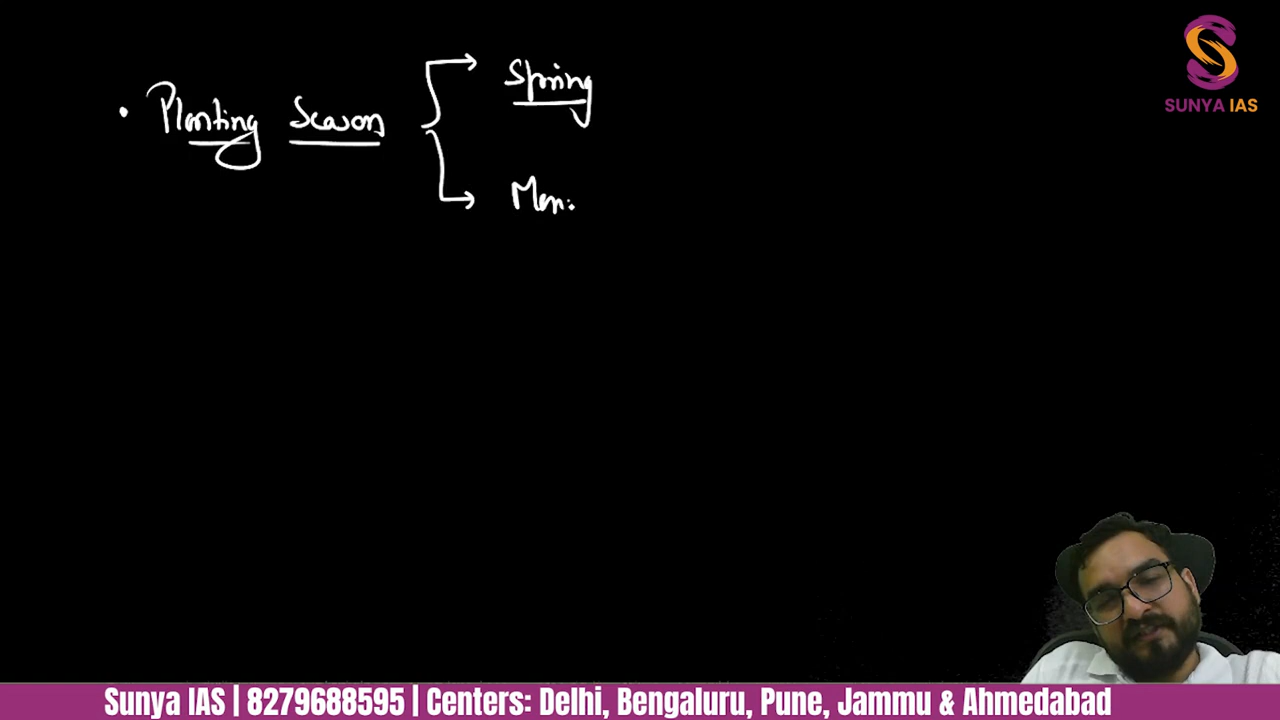 SUNYA IAS
Spring
• Planting Season
Mon
Sunya IAS | 8279688595 | Centers: Delhi, Bengaluru, Pune, Jammu & Ahmedabad